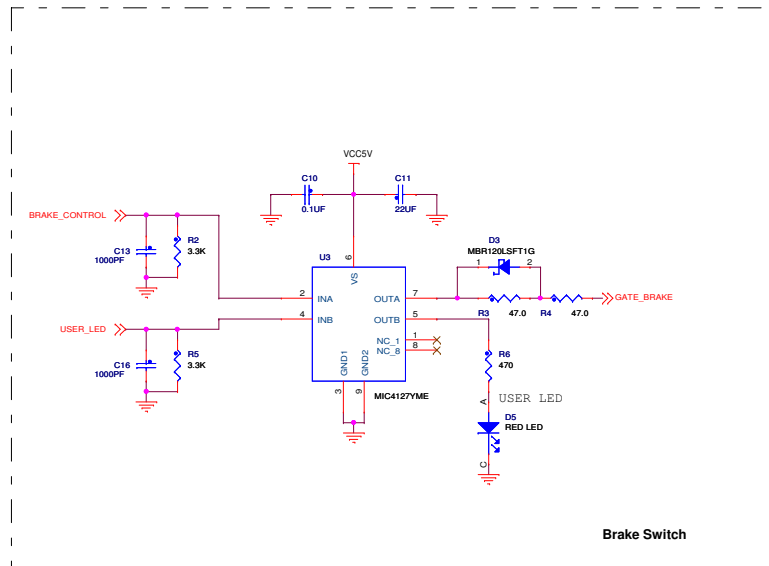 VCC5V
C10
C11
0.1UF
22UF
BRAKE_CONTROL
R2
3.3K
C13
1000PF
D3
MBR120LSFT1G
1
2
U3
6
VS
2
INA
OUTA
7
GATE_BRAKE
R3
47.0
R4
47.0
4
INB
OUTB
5
USER_LED
NC_1
1
NC_8
8
R5
3.3K
C16
1000PF
R6
470
GND1
GND2
3
9
MIC4127YME
A
USER LED
D5
RED LED
C
Brake Switch